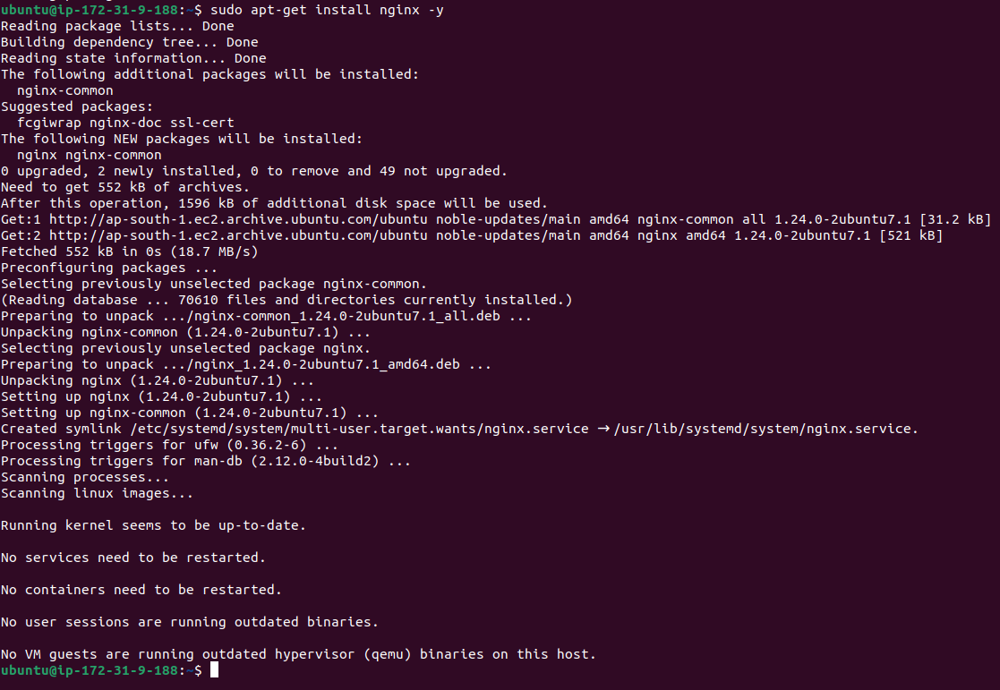 ubuntu@ip-172-31-9-188:~$ sudo apt-get install nginx -y
Reading package lists... Done
Building dependency tree... Done
Reading state information... Done
The following additional packages will be installed:
  nginx-common
Suggested packages:
  fcgiwrap nginx-doc ssl-cert
The following NEW packages will be installed:
  nginx nginx-common
0 upgraded, 2 newly installed, 0 to remove and 49 not upgraded.
Need to get 552 kB of archives.
After this operation, 1596 kB of additional disk space will be used.
Get:1 http://ap-south-1.ec2.archive.ubuntu.com/ubuntu noble-updates/main amd64 nginx-common all 1.24.0-2ubuntu7.1 [31.2 kB]
Get:2 http://ap-south-1.ec2.archive.ubuntu.com/ubuntu noble-updates/main amd64 nginx amd64 1.24.0-2ubuntu7.1 [521 kB]
Fetched 552 kB in 0s (18.7 MB/s)
Preconfiguring packages ...
Selecting previously unselected package nginx-common.
(Reading database ... 70610 files and directories currently installed.)
Preparing to unpack .../nginx-common_1.24.0-2ubuntu7.1_all.deb ...
Unpacking nginx-common (1.24.0-2ubuntu7.1) ...
Selecting previously unselected package nginx.
Preparing to unpack .../nginx_1.24.0-2ubuntu7.1_amd64.deb ...
Unpacking nginx (1.24.0-2ubuntu7.1) ...
Setting up nginx (1.24.0-2ubuntu7.1) ...
Setting up nginx-common (1.24.0-2ubuntu7.1) ...
Created symlink /etc/systemd/system/multi-user.target.wants/nginx.service → /usr/lib/systemd/system/nginx.service.
Processing triggers for ufw (0.36.2-6) ...
Processing triggers for man-db (2.12.0-4build2) ...
Scanning processes...
Scanning linux images...

Running kernel seems to be up-to-date.

No services need to be restarted.

No containers need to be restarted.

No user sessions are running outdated binaries.

No VM guests are running outdated hypervisor (qemu) binaries on this host.
ubuntu@ip-172-31-9-188:~$